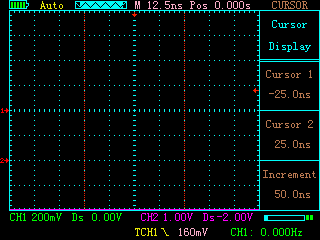 Auto M 12.5ns Pos 0.000s CURSOR
Cursor
Display
Cursor 1
-25.0ns
Cursor 2
25.0ns
Increment
50.0ns
CH1 200mV Ds 0.00V CH2 1.00V Ds-2.00V
TCH1 160mV CH1: 0.000Hz